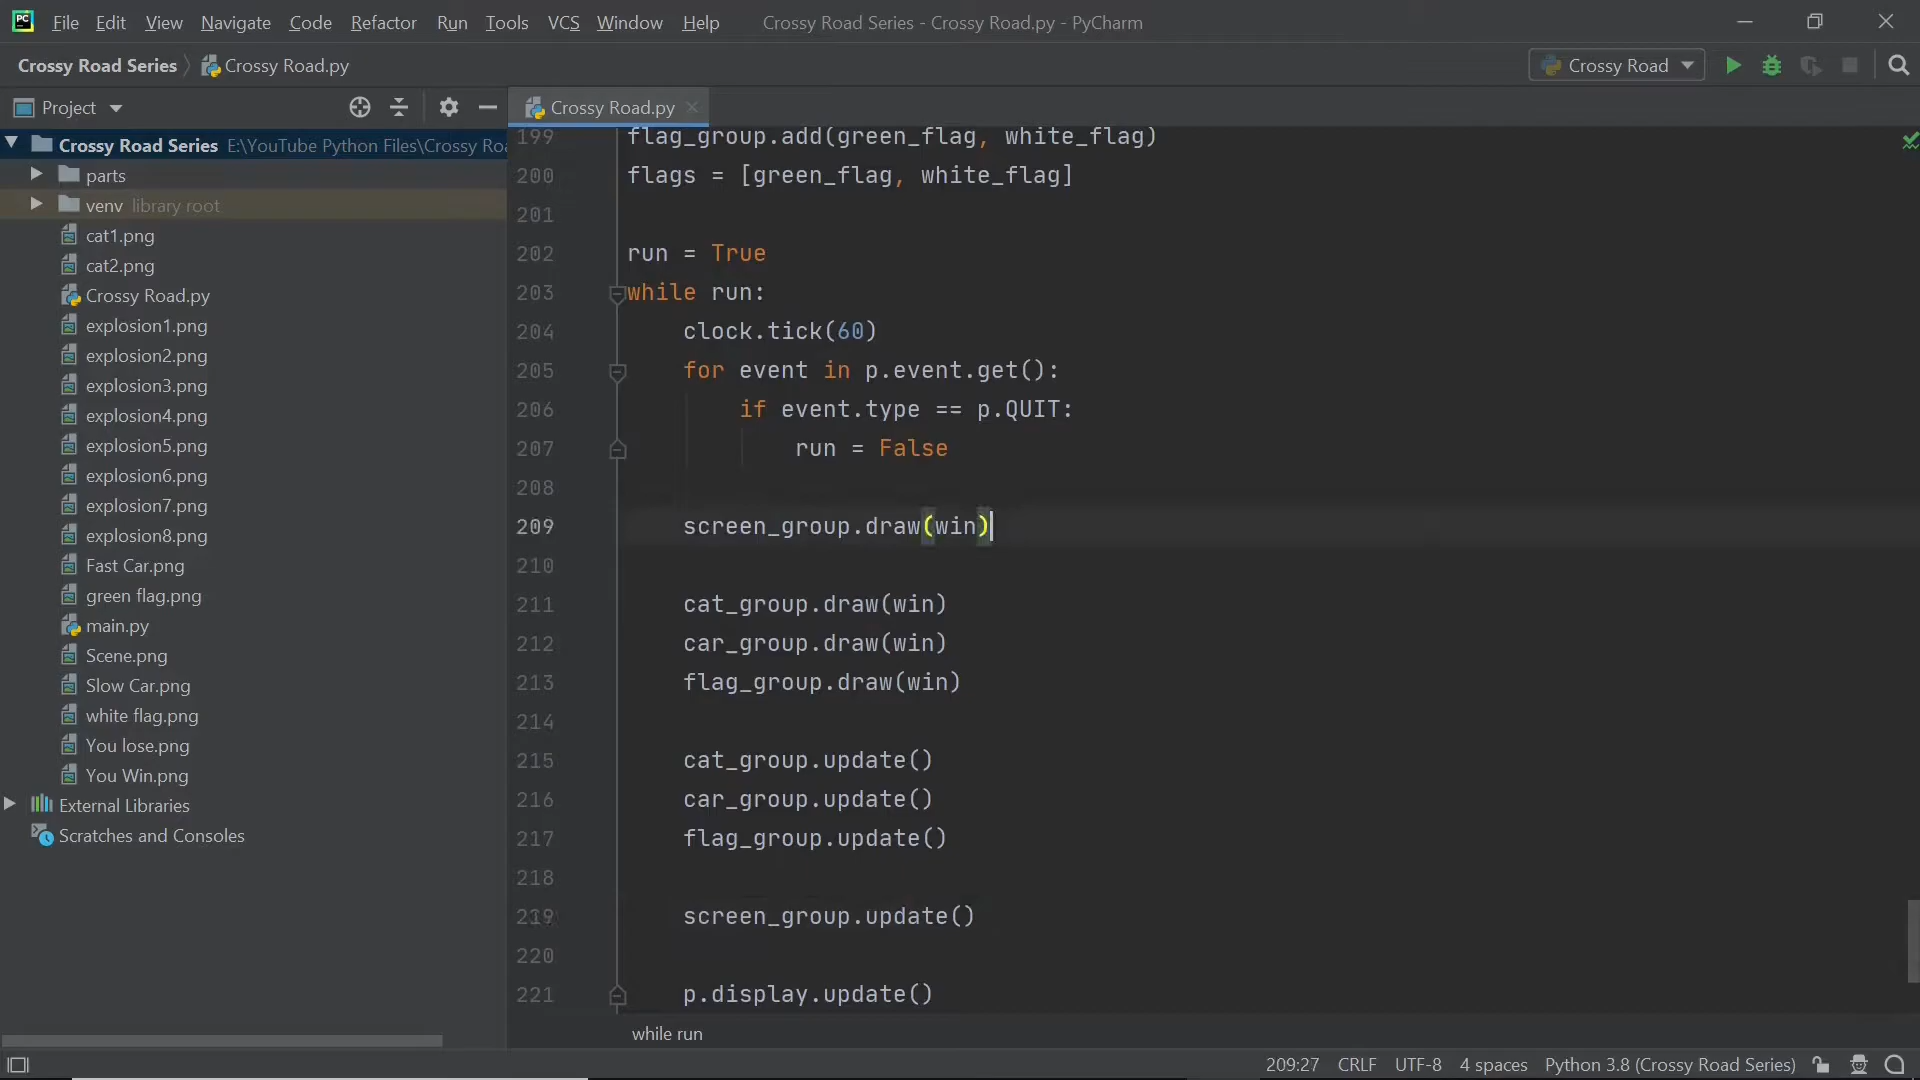 PC File Edit View Navigate Code Refactor Run Tools VCS Window Help Crossy Road Series - Crossy Road.py - PyCharm
Crossy Road Series Crossy Road.py Crossy Road
Project Crossy Road.py
Crossy Road Series E:\YouTube Python Files\Crossy Roa
parts
venv library root
cat1.png
cat2.png
Crossy Road.py
explosion1.png
explosion2.png
explosion3.png
explosion4.png
explosion5.png
explosion6.png
explosion7.png
explosion8.png
Fast Car.png
green flag.png
main.py
Scene.png
Slow Car.png
white flag.png
You lose.png
You Win.png
External Libraries
Scratches and Consoles
199 flag_group.add(green_flag, white_flag)
200 flags = [green_flag, white_flag]
201
202 run = True
203 while run:
204 clock.tick(60)
205 for event in p.event.get():
206 if event.type == p.QUIT:
207 run = False
208
209 screen_group.draw(win)
210
211 cat_group.draw(win)
212 car_group.draw(win)
213 flag_group.draw(win)
214
215 cat_group.update()
216 car_group.update()
217 flag_group.update()
218
219 screen_group.update()
220
221 p.display.update()
while run
209:27 CRLF UTF-8 4 spaces Python 3.8 (Crossy Road Series)